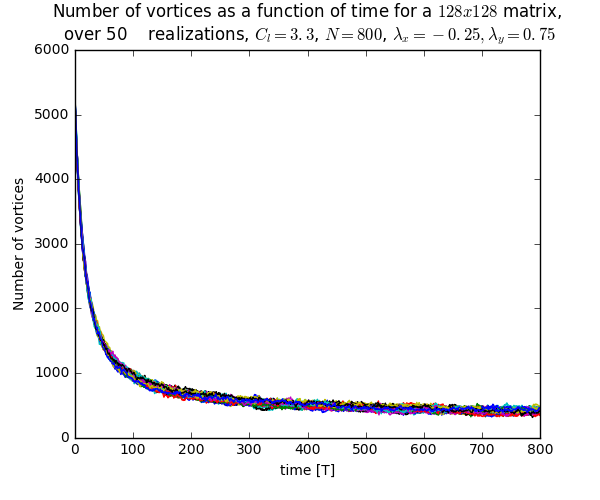 Number of vortices as a function of time for a 128x128 matrix,
over 50 realizations, C_l = 3.3, N = 800, λ_x = −0.25, λ_y = 0.75
6000
5000
4000
3000
2000
1000
0
Number of vortices
0 100 200 300 400 500 600 700 800
time [T]